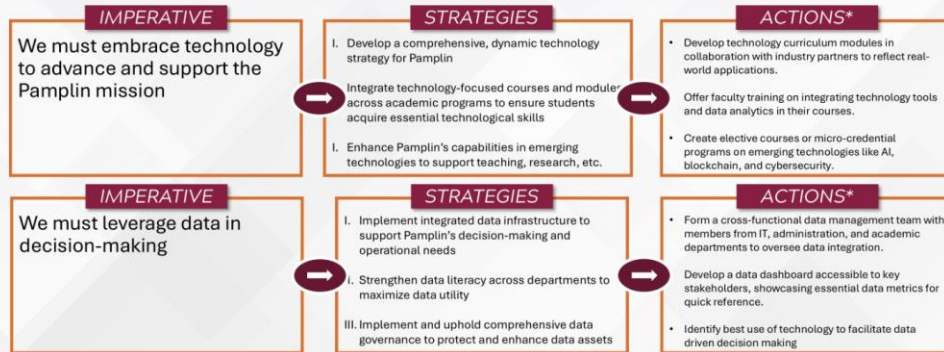 IMPERATIVE
We must embrace technology
to advance and support the
Pamplin mission
STRATEGIES
I. Develop a comprehensive, dynamic technology
strategy for Pamplin
Integrate technology-focused courses and modules
across academic programs to ensure students
acquire essential technological skills
I. Enhance Pamplin's capabilities in emerging
technologies to support teaching, research, etc.
ACTIONS*
• Develop technology curriculum modules in
collaboration with industry partners to reflect real-
world applications.
Offer faculty training on integrating technology tools
and data analytics in their courses.
• Create elective courses or micro-credential
programs on emerging technologies like AI,
blockchain, and cybersecurity.
IMPERATIVE
We must leverage data in
decision-making
STRATEGIES
I. Implement integrated data infrastructure to
support Pamplin's decision-making and
operational needs
I. Strengthen data literacy across departments to
maximize data utility
III. Implement and uphold comprehensive data
governance to protect and enhance data assets
ACTIONS*
• Form a cross-functional data management team with
members from IT, administration, and academic
departments to oversee data integration.
Develop a data dashboard accessible to key
stakeholders, showcasing essential data metrics for
quick reference.
• Identify best use of technology to facilitate data
driven decision making